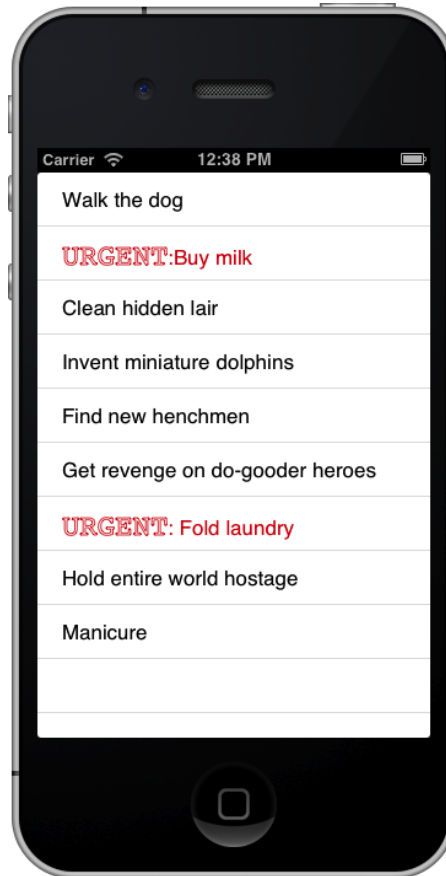 Carrier 12:38 PM
Walk the dog
URGENT:Buy milk
Clean hidden lair
Invent miniature dolphins
Find new henchmen
Get revenge on do-gooder heroes
URGENT: Fold laundry
Hold entire world hostage
Manicure